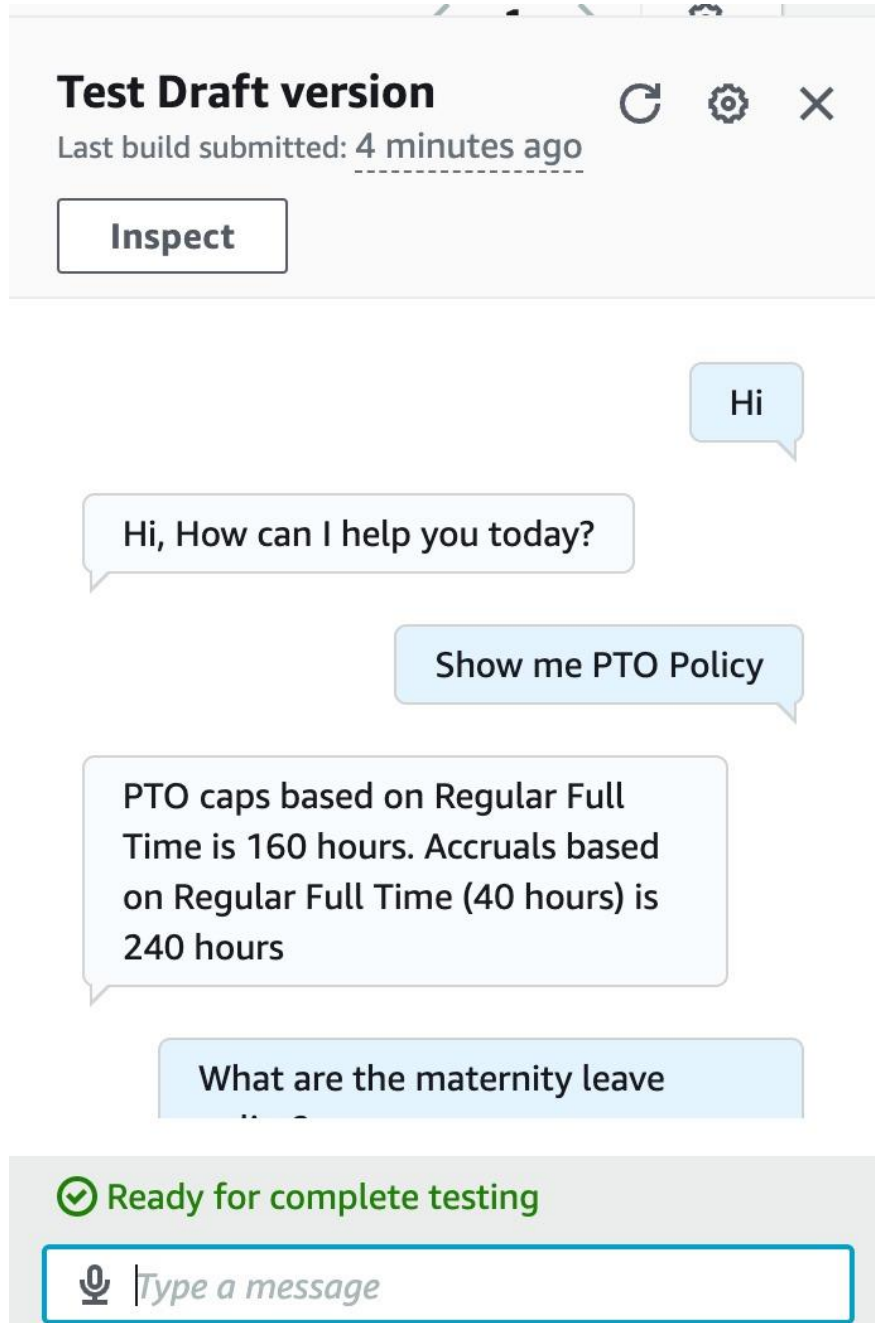 Test Draft version
Last build submitted: 4 minutes ago
Inspect
Hi
Hi, How can I help you today?
Show me PTO Policy
PTO caps based on Regular Full
Time is 160 hours. Accruals based
on Regular Full Time (40 hours) is
240 hours
What are the maternity leave
Ready for complete testing
Type a message